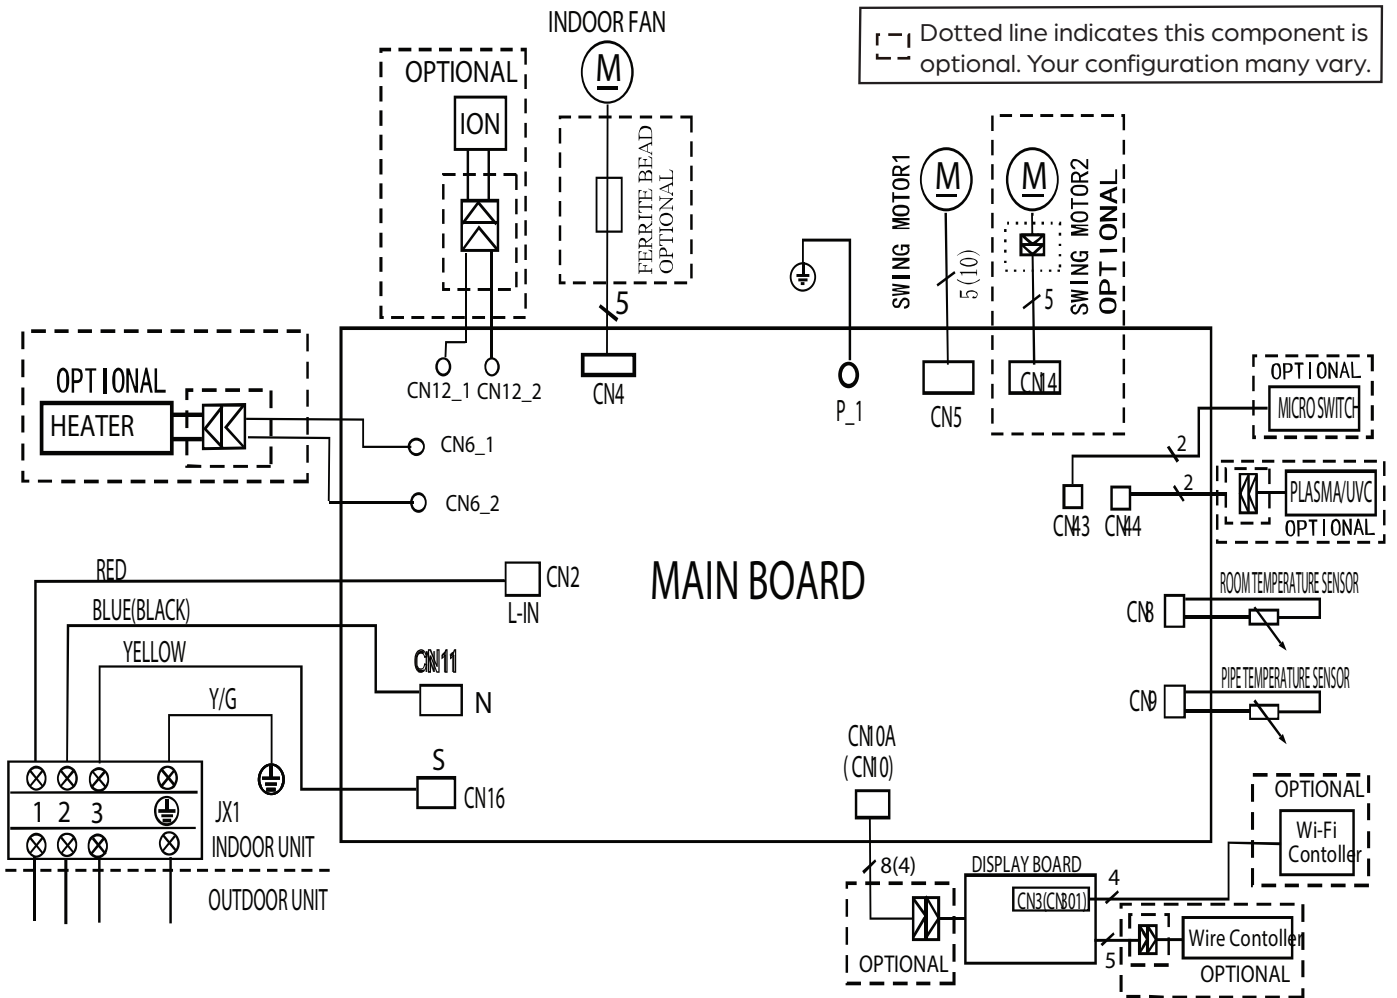 INDOOR FAN
M
Dotted line indicates this component is
optional. Your configuration many vary.
OPTIONAL
ION
FERRITE BEAD
OPTIONAL
5
SWING MOTOR1
M
5(10)
M
SWING MOTOR2
OPTIONAL
5
OPTIONAL
HEATER
CN12_1
CN12_2
CN4
P_1
CN5
CN14
OPTIONAL
MICRO SWITCH
CN6_1
CN6_2
2
2
PLASMA/UVC
OPTIONAL
CN43
CN44
RED
CN2
L-IN
MAIN BOARD
ROOM TEMPERATURE SENSOR
CN8
BLUE(BLACK)
YELLOW
CN11
N
Y/G
PIPE TEMPERATURE SENSOR
CN9
S
CN16
CN10A
(CN10)
1 2 3
JX1
INDOOR UNIT
OUTDOOR UNIT
8(4)
OPTIONAL
DISPLAY BOARD
CN3(CN301)
4
5
OPTIONAL
Wi-Fi
Contoller
Wire Contoller
OPTIONAL